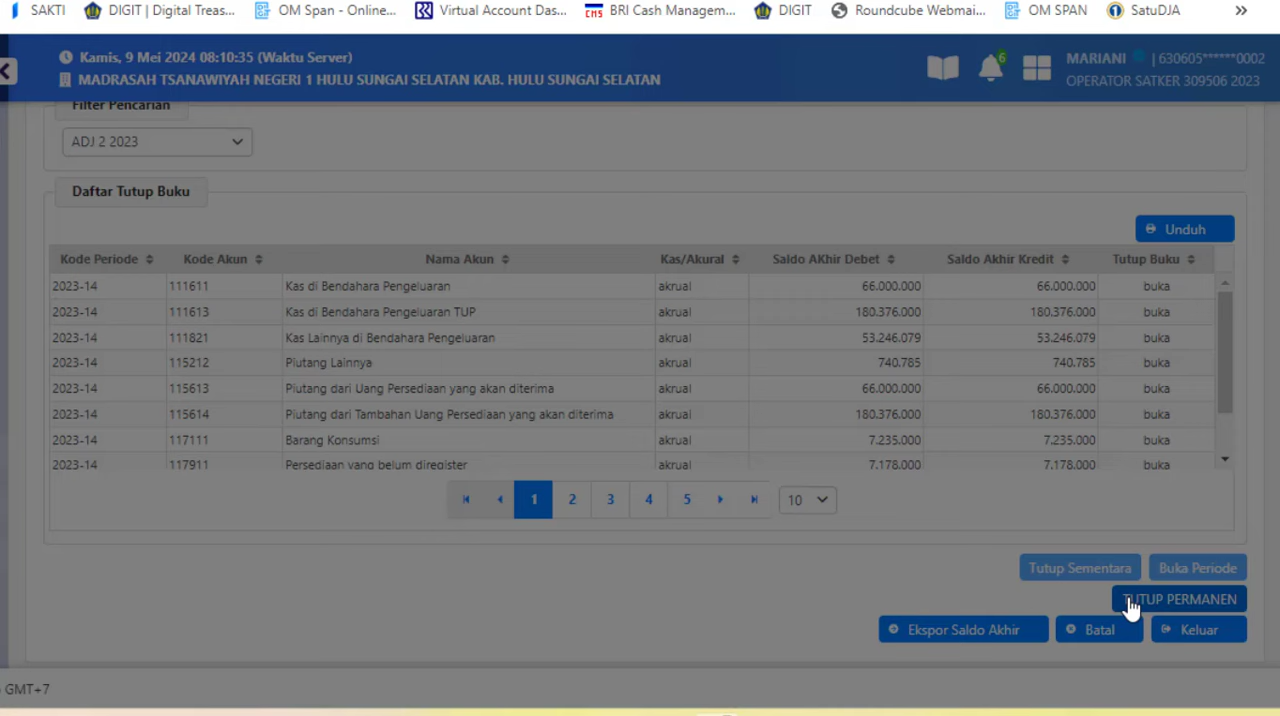 SAKTI DIGIT | Digital Treas... OM Span - Online... Virtual Account Das... CMS BRI Cash Managem... DIGIT Roundcube Webmai... OM SPAN SatuDJA »
Kamis, 9 Mei 2024 08:10:35 (Waktu Server)
MADRASAH TSANAWIYAH NEGERI 1 HULU SUNGAI SELATAN KAB. HULU SUNGAI SELATAN
6
MARIANI | 630605******0002
OPERATOR SATKER 309506 2023
Filter Pencarian
ADJ 2 2023
Daftar Tutup Buku
Unduh
Kode Periode Kode Akun Nama Akun Kas/Akural Saldo AKhir Debet Saldo Akhir Kredit Tutup Buku
2023-14 111611 Kas di Bendahara Pengeluaran akrual 66.000.000 66.000.000 buka
2023-14 111613 Kas di Bendahara Pengeluaran TUP akrual 180.376.000 180.376.000 buka
2023-14 111821 Kas Lainnya di Bendahara Pengeluaran akrual 53.246.079 53.246.079 buka
2023-14 115212 Piutang Lainnya akrual 740.785 740.785 buka
2023-14 115613 Piutang dari Uang Persediaan yang akan diterima akrual 66.000.000 66.000.000 buka
2023-14 115614 Piutang dari Tambahan Uang Persediaan yang akan diterima akrual 180.376.000 180.376.000 buka
2023-14 117111 Barang Konsumsi akrual 7.235.000 7.235.000 buka
2023-14 117911 Persediaan yang belum diregister akrual 7.178.000 7.178.000 buka
1 2 3 4 5 10
Tutup Sementara Buka Periode
TUTUP PERMANEN
Ekspor Saldo Akhir Batal Keluar
GMT+7